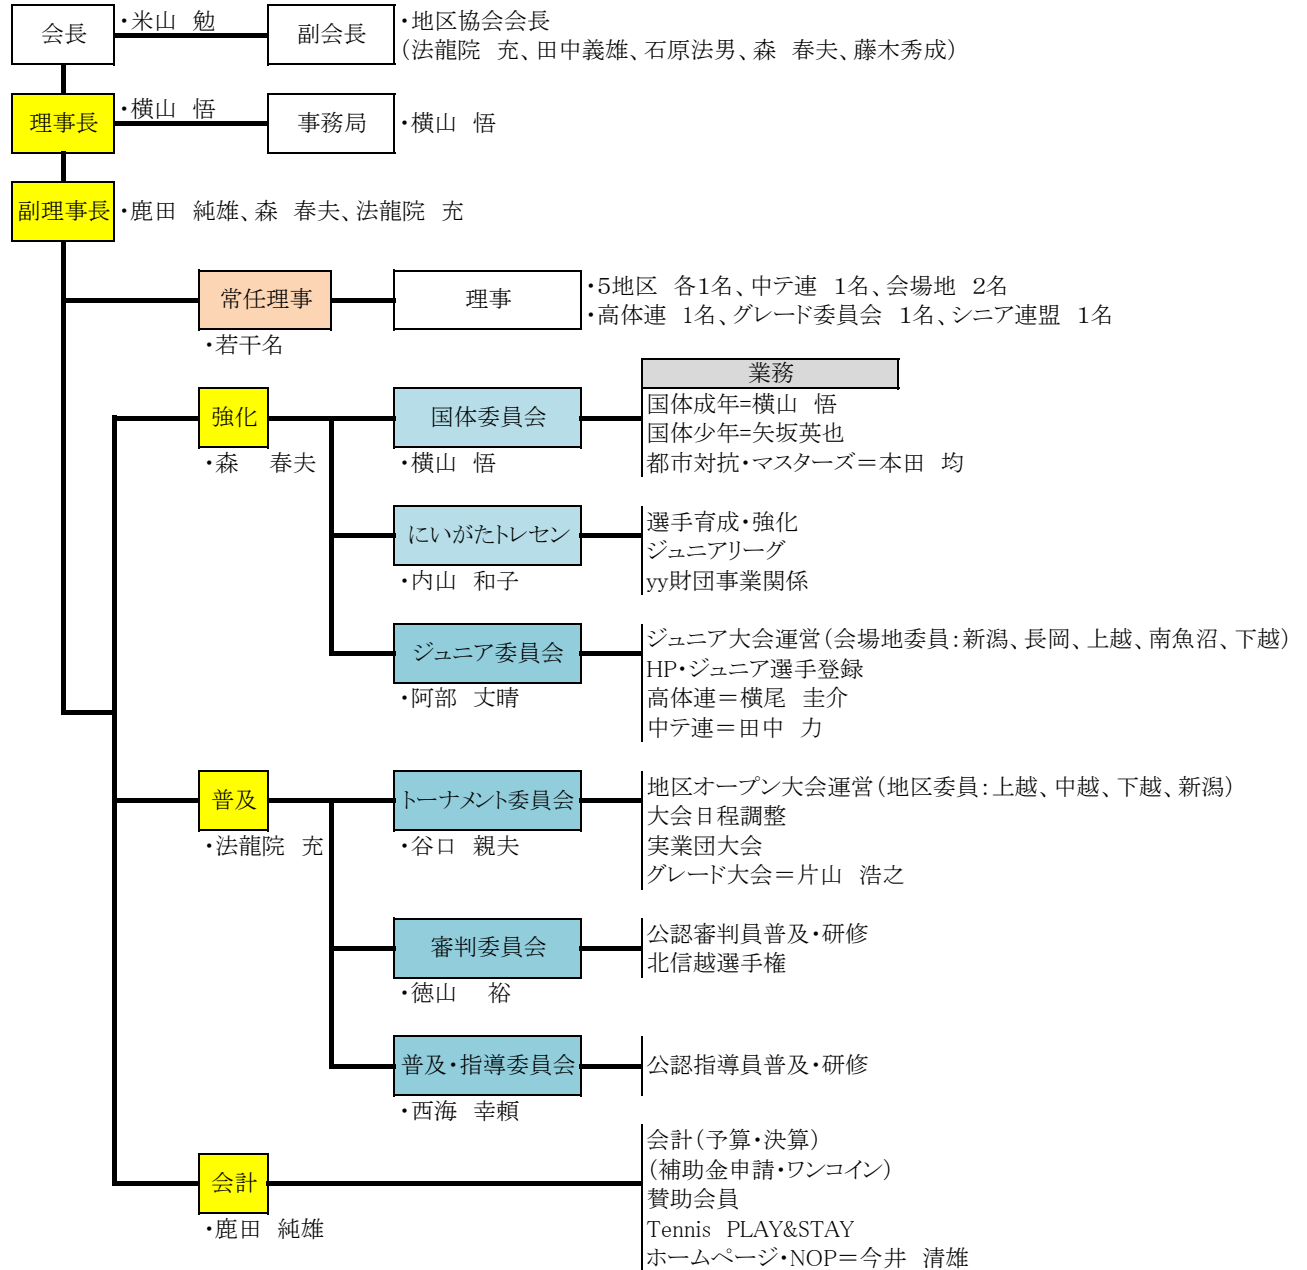 会長
・米山 勉
副会長
・地区協会会長
(法龍院 充、田中義雄、石原法男、森 春夫、藤木秀成)
理事長
・横山 悟
事務局
・横山 悟
副理事長
・鹿田 純雄、森 春夫、法龍院 充
常任理事
・若干名
理事
・5地区 各1名、中テ連 1名、会場地 2名
・高体連 1名、グレード委員会 1名、シニア連盟 1名
業務
強化
・森 春夫
国体委員会
・横山 悟
国体成年=横山 悟
国体少年=矢坂英也
都市対抗・マスターズ=本田 均
にいがたトレセン
・内山 和子
選手育成・強化
ジュニアリーグ
yy財団事業関係
ジュニア委員会
・阿部 丈晴
ジュニア大会運営(会場地委員:新潟、長岡、上越、南魚沼、下越)
HP・ジュニア選手登録
高体連=横尾 圭介
中テ連=田中 力
普及
・法龍院 充
トーナメント委員会
・谷口 親夫
地区オープン大会運営(地区委員:上越、中越、下越、新潟)
大会日程調整
実業団大会
グレード大会=片山 浩之
審判委員会
・徳山 裕
公認審判員普及・研修
北信越選手権
普及・指導委員会
・西海 幸頼
公認指導員普及・研修
会計
・鹿田 純雄
会計(予算・決算)
(補助金申請・ワンコイン)
賛助会員
Tennis PLAY&STAY
ホームページ・NOP=今井 清雄